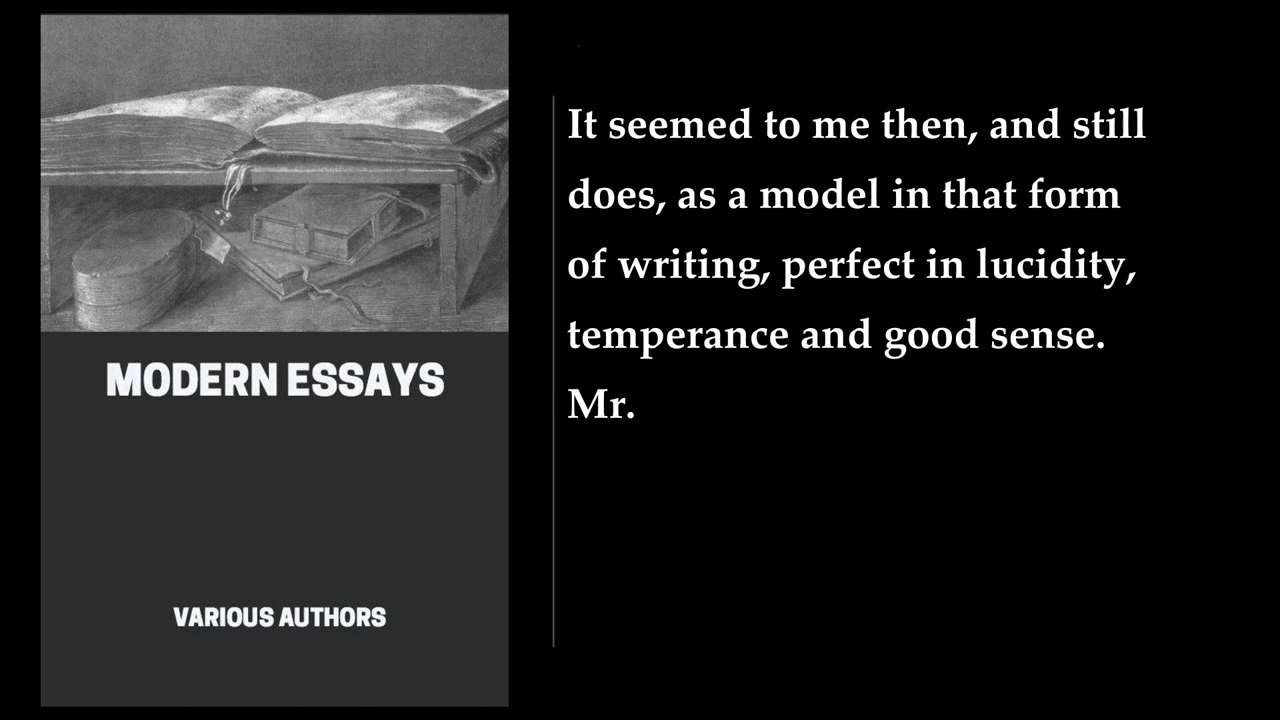 MODERN ESSAYS
VARIOUS AUTHORS
It seemed to me then, and still
does, as a model in that form
of writing, perfect in lucidity,
temperance and good sense.
Mr.